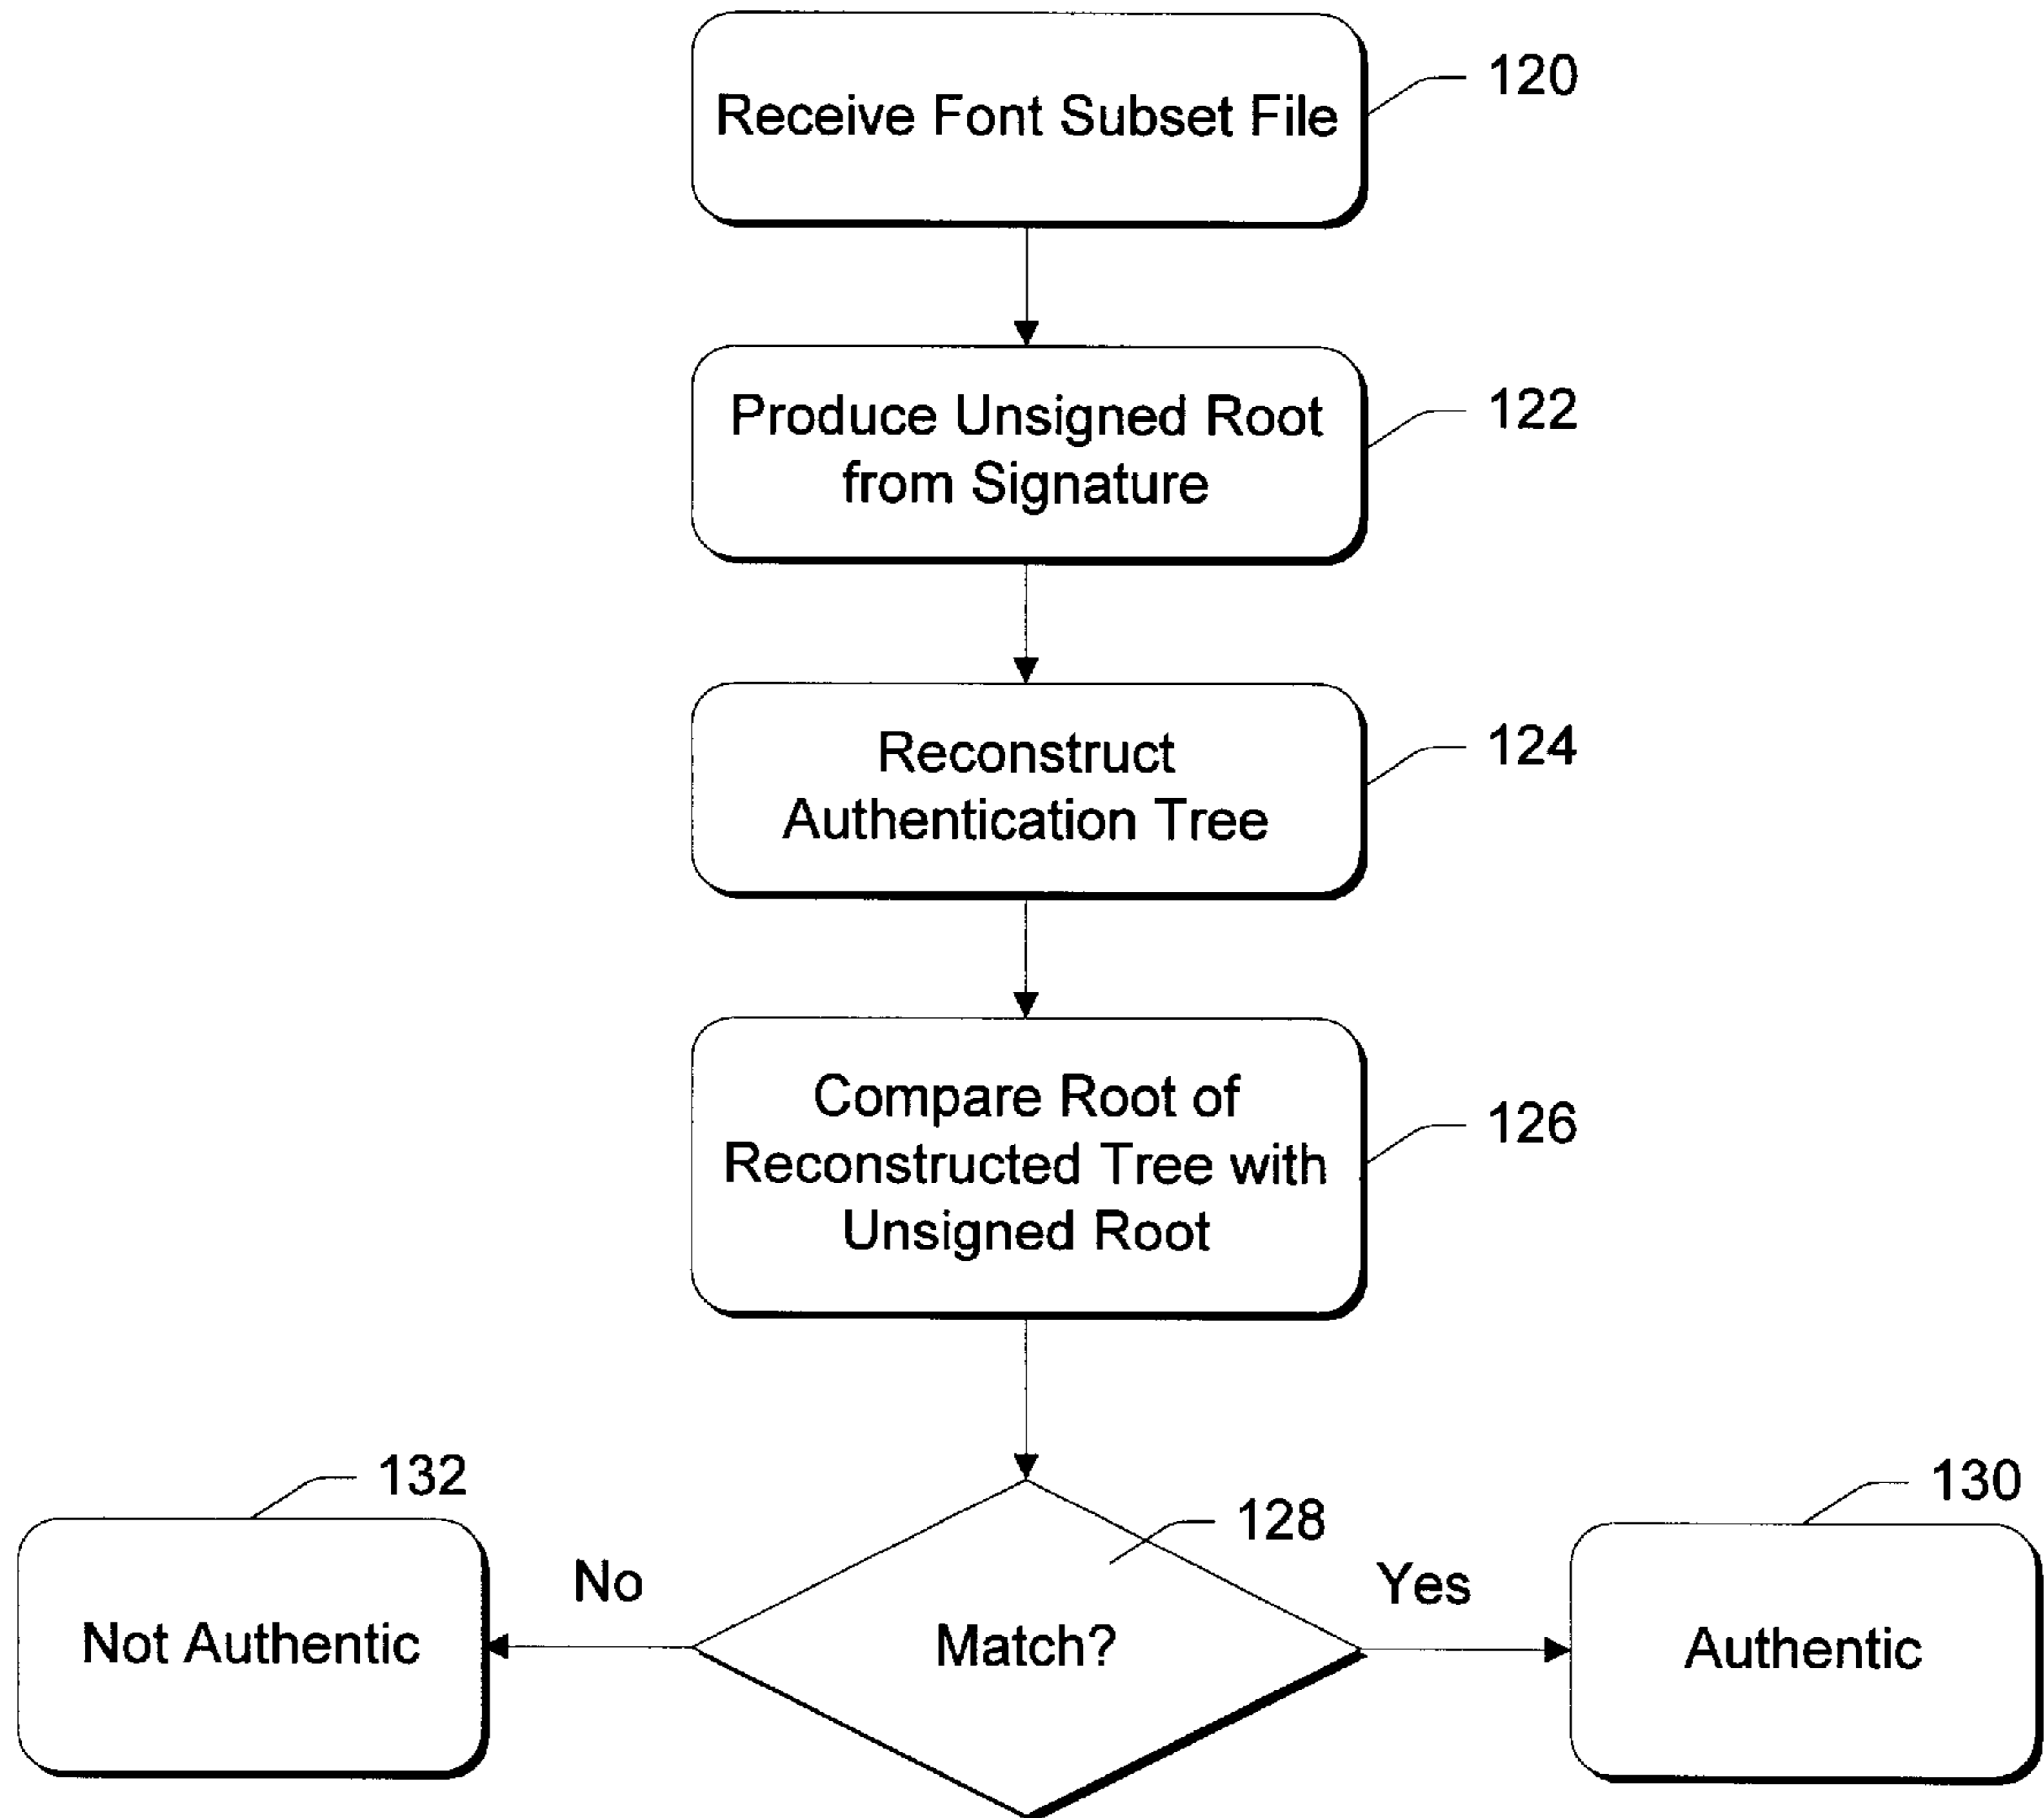 Receive Font Subset File
120
Produce Unsigned Root
from Signature
122
Reconstruct
Authentication Tree
124
Compare Root of
Reconstructed Tree with
Unsigned Root
126
128
Match?
No
132
Not Authentic
Yes
130
Authentic